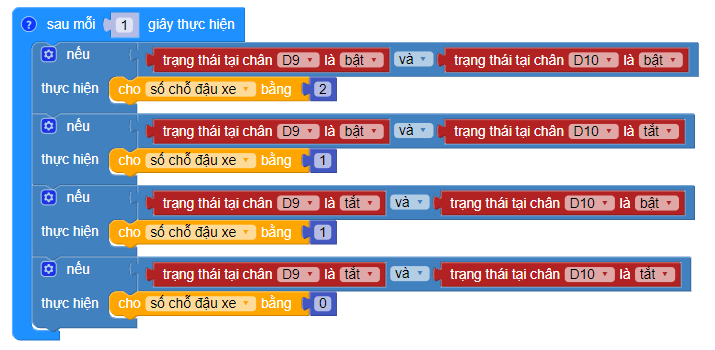 ? sau mỗi 1 giây thực hiện
nếu trạng thái tại chân D9 là bật và trạng thái tại chân D10 là bật
thực hiện cho số chỗ đậu xe bằng 2
nếu trạng thái tại chân D9 là bật và trạng thái tại chân D10 là tắt
thực hiện cho số chỗ đậu xe bằng 1
nếu trạng thái tại chân D9 là tắt và trạng thái tại chân D10 là bật
thực hiện cho số chỗ đậu xe bằng 1
nếu trạng thái tại chân D9 là tắt và trạng thái tại chân D10 là tắt
thực hiện cho số chỗ đậu xe bằng 0